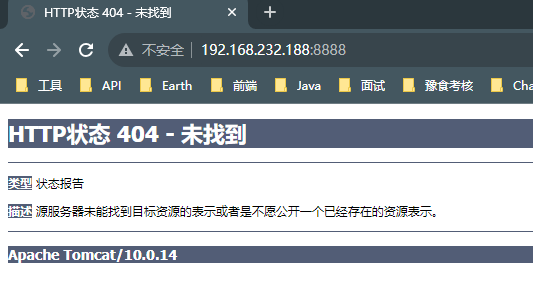 HTTP状态 404 - 未找到
不安全 192.168.232.188:8888
工具 API Earth 前端 Java 面试 豫食考核 Cha
HTTP状态 404 - 未找到
类型 状态报告
描述 源服务器未能找到目标资源的表示或者是不愿公开一个已经存在的资源表示。
Apache Tomcat/10.0.14